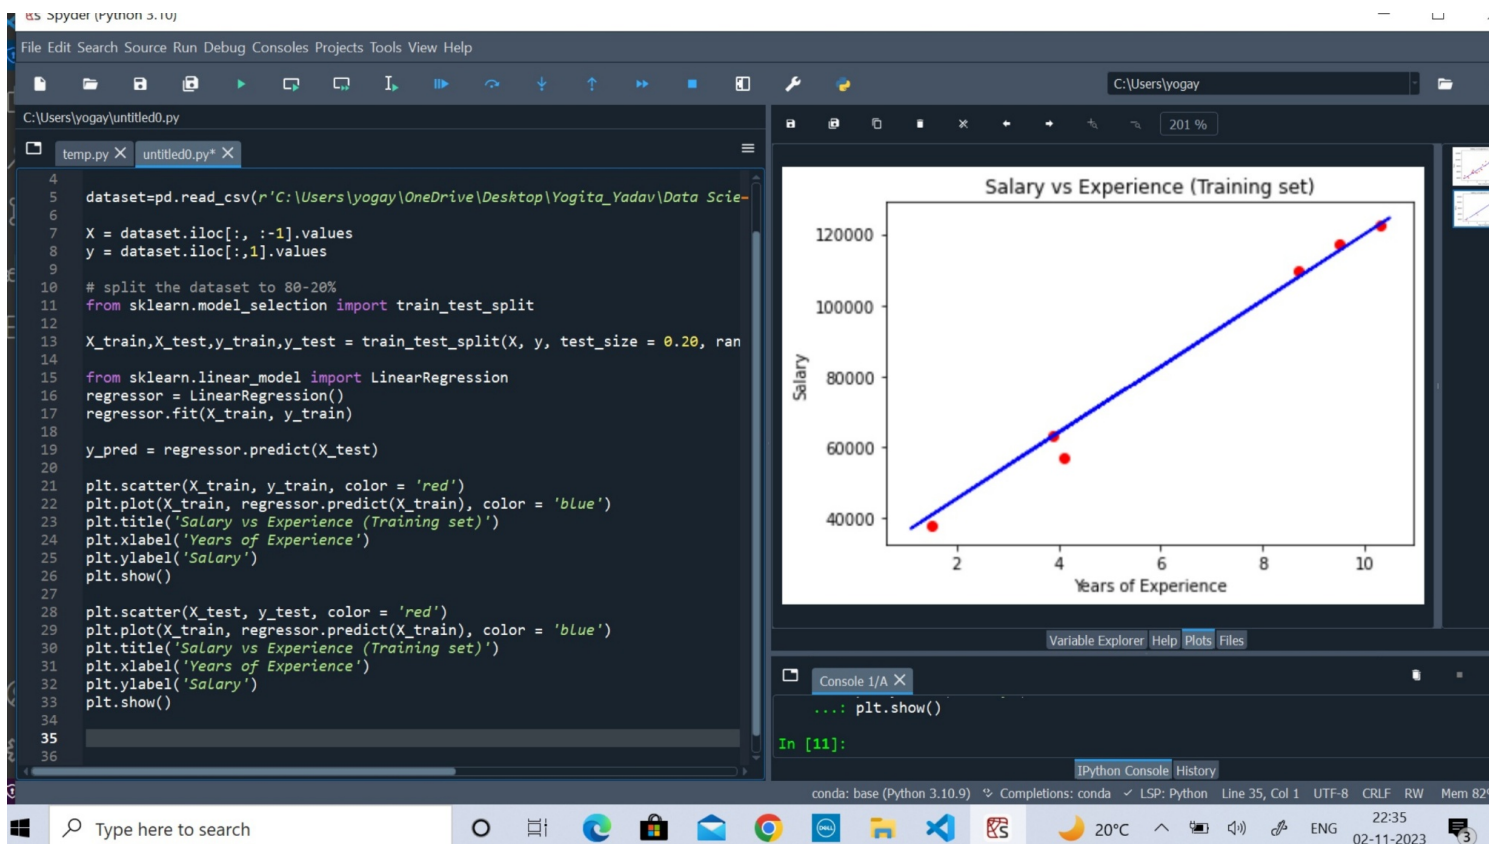 Spyder (Python 3.10)
File Edit Search Source Run Debug Consoles Projects Tools View Help
C:\Users\yogay
C:\Users\yogay\untitled0.py
temp.py
untitled0.py*
4
5 dataset=pd.read_csv(r'C:\Users\yogay\OneDrive\Desktop\Yogita_Yadav\Data Scie
6
7 X = dataset.iloc[:, :-1].values
8 y = dataset.iloc[:,1].values
9
10 # split the dataset to 80-20%
11 from sklearn.model_selection import train_test_split
12
13 X_train,X_test,y_train,y_test = train_test_split(X, y, test_size = 0.20, ran
14
15 from sklearn.linear_model import LinearRegression
16 regressor = LinearRegression()
17 regressor.fit(X_train, y_train)
18
19 y_pred = regressor.predict(X_test)
20
21 plt.scatter(X_train, y_train, color = 'red')
22 plt.plot(X_train, regressor.predict(X_train), color = 'blue')
23 plt.title('Salary vs Experience (Training set)')
24 plt.xlabel('Years of Experience')
25 plt.ylabel('Salary')
26 plt.show()
27
28 plt.scatter(X_test, y_test, color = 'red')
29 plt.plot(X_train, regressor.predict(X_train), color = 'blue')
30 plt.title('Salary vs Experience (Training set)')
31 plt.xlabel('Years of Experience')
32 plt.ylabel('Salary')
33 plt.show()
34
35
36
201 %
Salary vs Experience (Training set)
120000
100000
80000
60000
40000
Salary
2 4 6 8 10
Years of Experience
Variable Explorer Help Plots Files
Console 1/A
...: plt.show()
In [11]:
IPython Console History
conda: base (Python 3.10.9) Completions: conda LSP: Python Line 35, Col 1 UTF-8 CRLF RW Mem 82%
Type here to search
DELL
20°C
ENG
22:35
02-11-2023
3